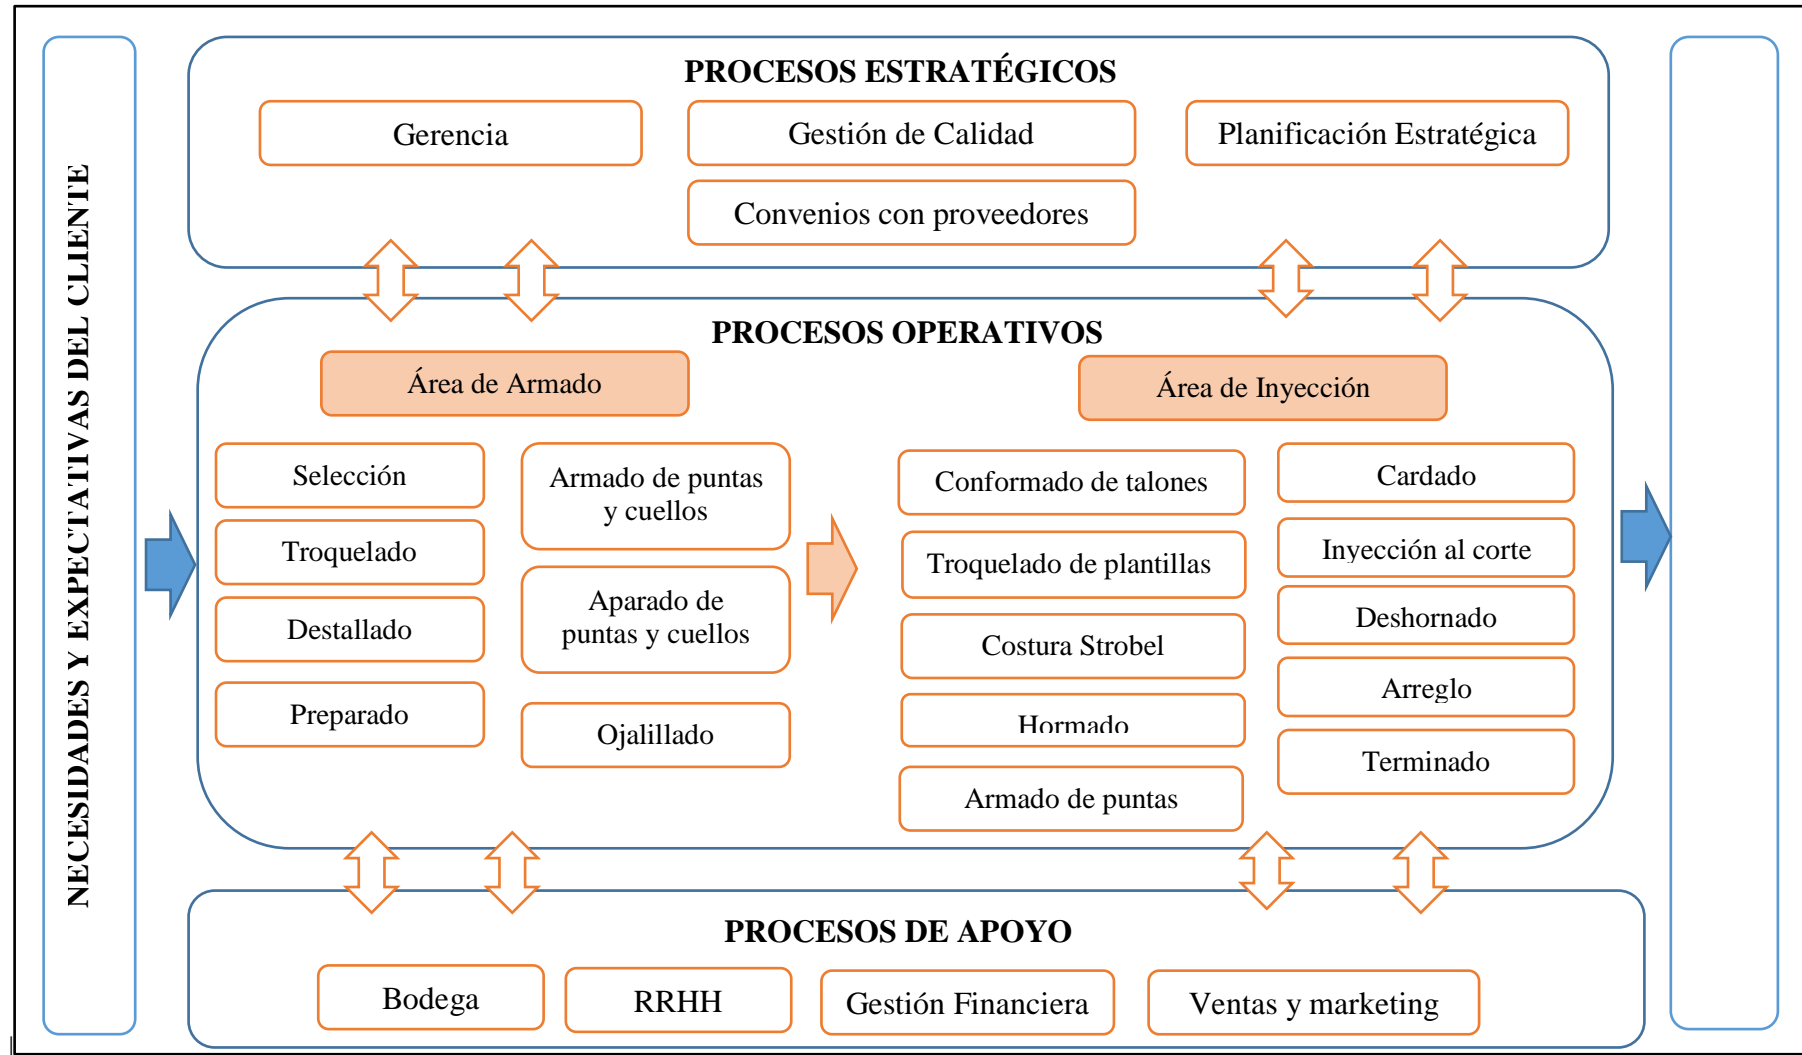 NECESIDADES Y EXPECTATIVAS DEL CLIENTE
PROCESOS ESTRATÉGICOS
Gerencia
Gestión de Calidad
Planificación Estratégica
Convenios con proveedores
PROCESOS OPERATIVOS
Área de Armado
Selección
Troquelado
Destallado
Preparado
Armado de puntas
y cuellos
Aparado de
puntas y cuellos
Ojalillado
Área de Inyección
Conformado de talones
Troquelado de plantillas
Costura Strobel
Hormado
Armado de puntas
Cardado
Inyección al corte
Deshornado
Arreglo
Terminado
PROCESOS DE APOYO
Bodega
RRHH
Gestión Financiera
Ventas y marketing